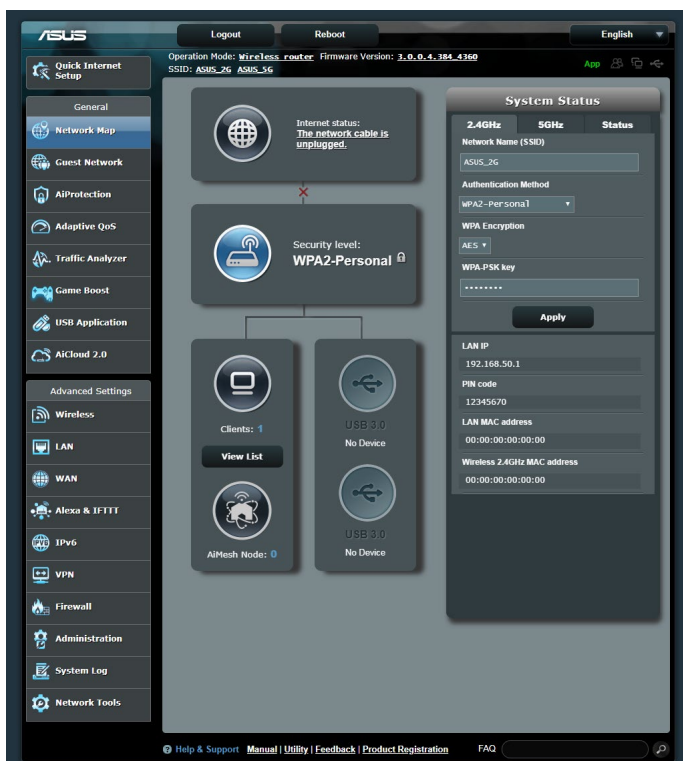 ASUS
Logout
Reboot
English
Quick Internet Setup
Operation Mode: Wireless router Firmware Version: 3.0.0.4.384_4360
SSID: ASUS_2G ASUS_5G
App
General
Network Map
Guest Network
AiProtection
Adaptive QoS
Traffic Analyzer
Game Boost
USB Application
AiCloud 2.0
Advanced Settings
Wireless
LAN
WAN
Alexa & IFTTT
IPv6
VPN
Firewall
Administration
System Log
Network Tools
Internet status:
The network cable is
unplugged.
Security level:
WPA2-Personal
Clients: 1
View List
AiMesh Node: 0
USB 3.0
No Device
USB 3.0
No Device
System Status
2.4GHz 5GHz Status
Network Name (SSID)
ASUS_2G
Authentication Method
WPA2-Personal
WPA Encryption
AES
WPA-PSK key
••••••••
Apply
LAN IP
192.168.50.1
PIN code
12345670
LAN MAC address
00:00:00:00:00:00
Wireless 2.4GHz MAC address
00:00:00:00:00:00
Help & Support Manual | Utility | Feedback | Product Registration FAQ